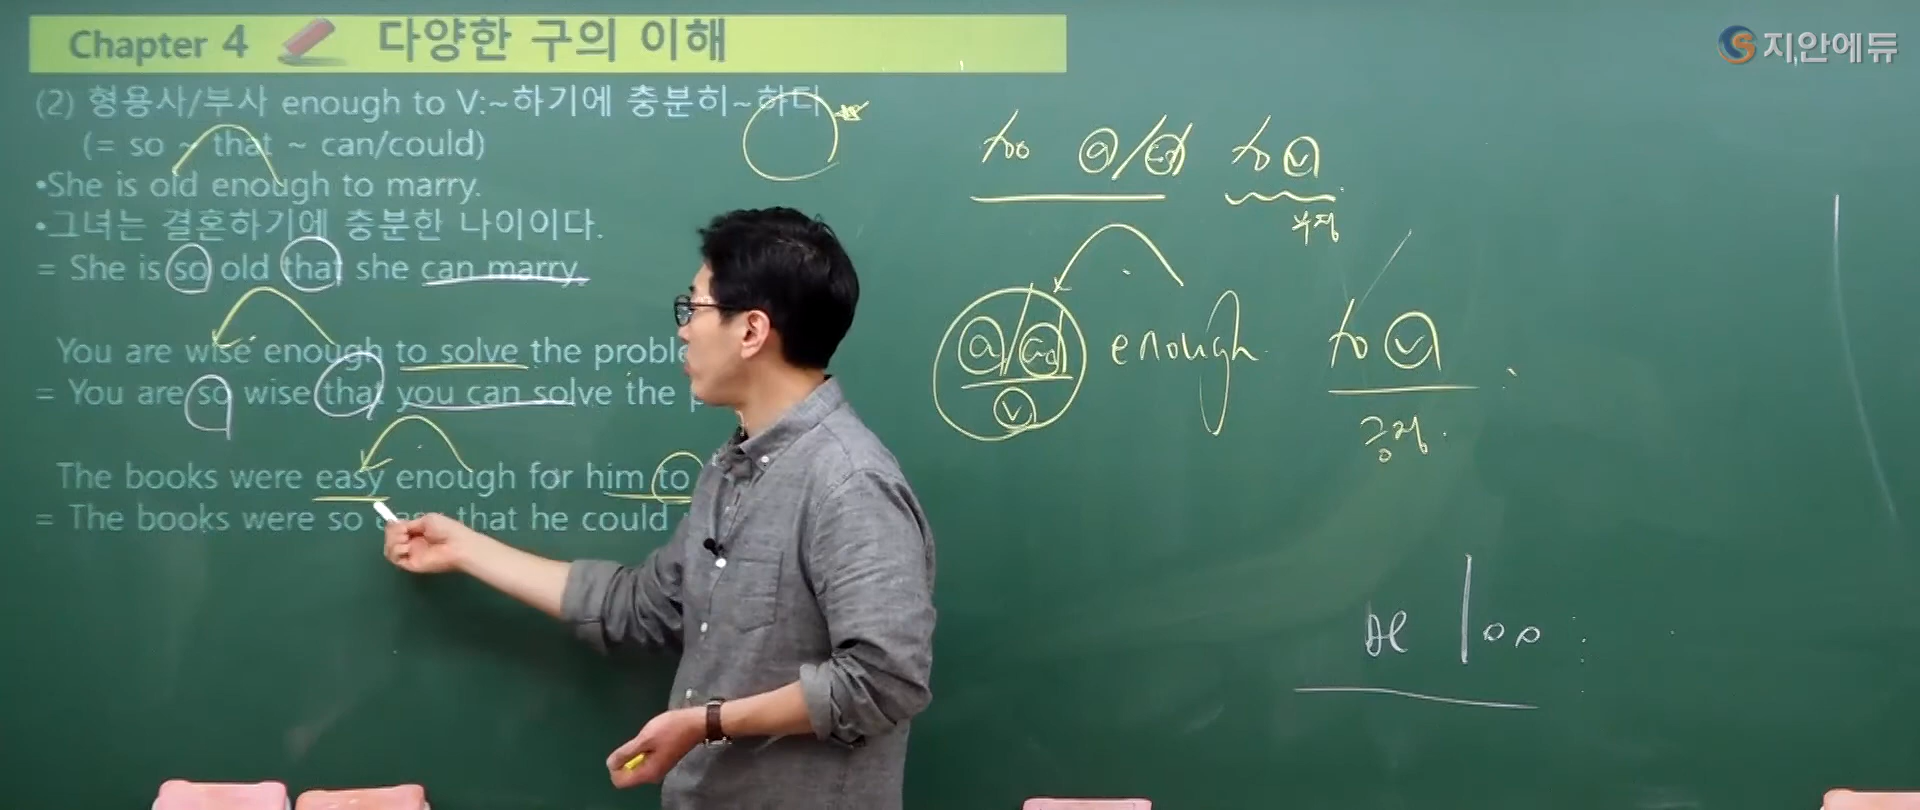 Chapter 4 다양한 구의 이해
지안에듀
(2) 형용사/부사 enough to V:~하기에 충분히~하다
(= so ~ that ~ can/could)
•She is old enough to marry.
•그녀는 결혼하기에 충분한 나이이다.
= She is so old that she can marry.
You are wise enough to solve the proble
= You are so wise that you can solve the
The books were easy enough for him to
= The books were so easy that he could
too a/ad to v
부정
a/ad enough to v
v
긍정